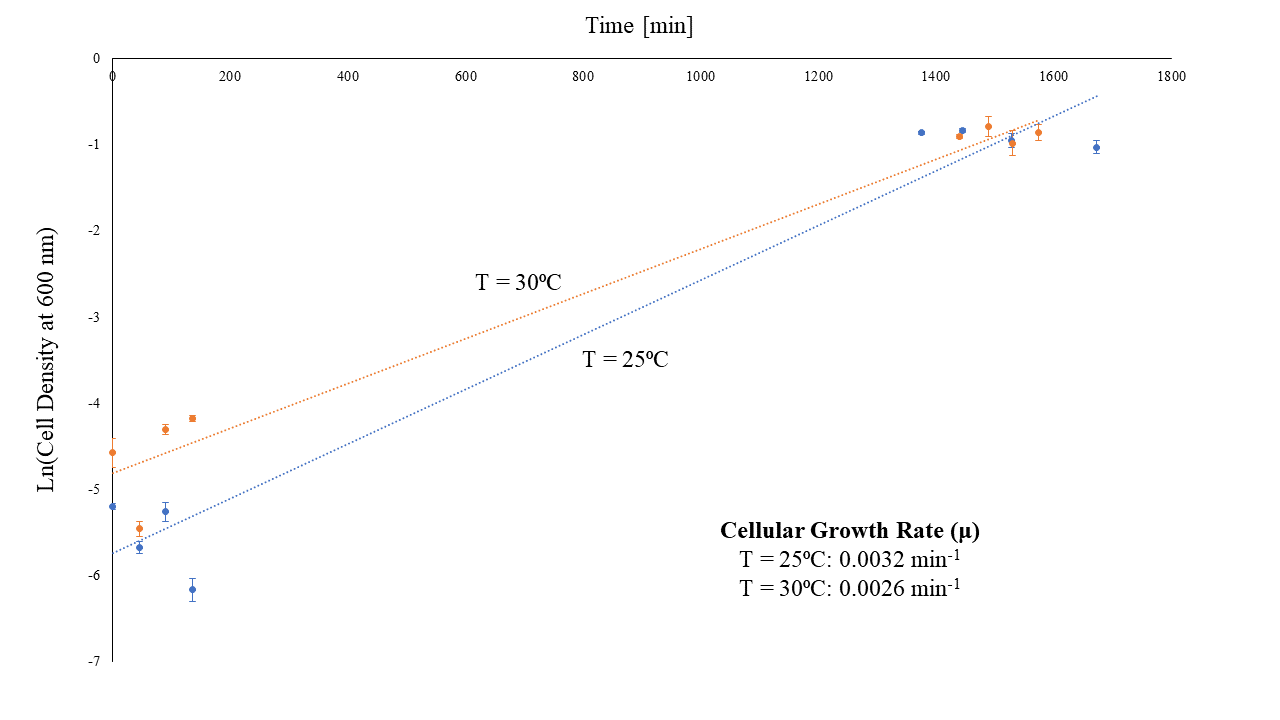 Time [min]
0
0
200
400
600
800
1000
1200
1400
1600
1800
-1
-2
-3
-4
-5
-6
-7
Ln(Cell Density at 600 nm)
T = 30ºC
T = 25ºC
Cellular Growth Rate (µ)
T = 25ºC: 0.0032 min⁻¹
T = 30ºC: 0.0026 min⁻¹